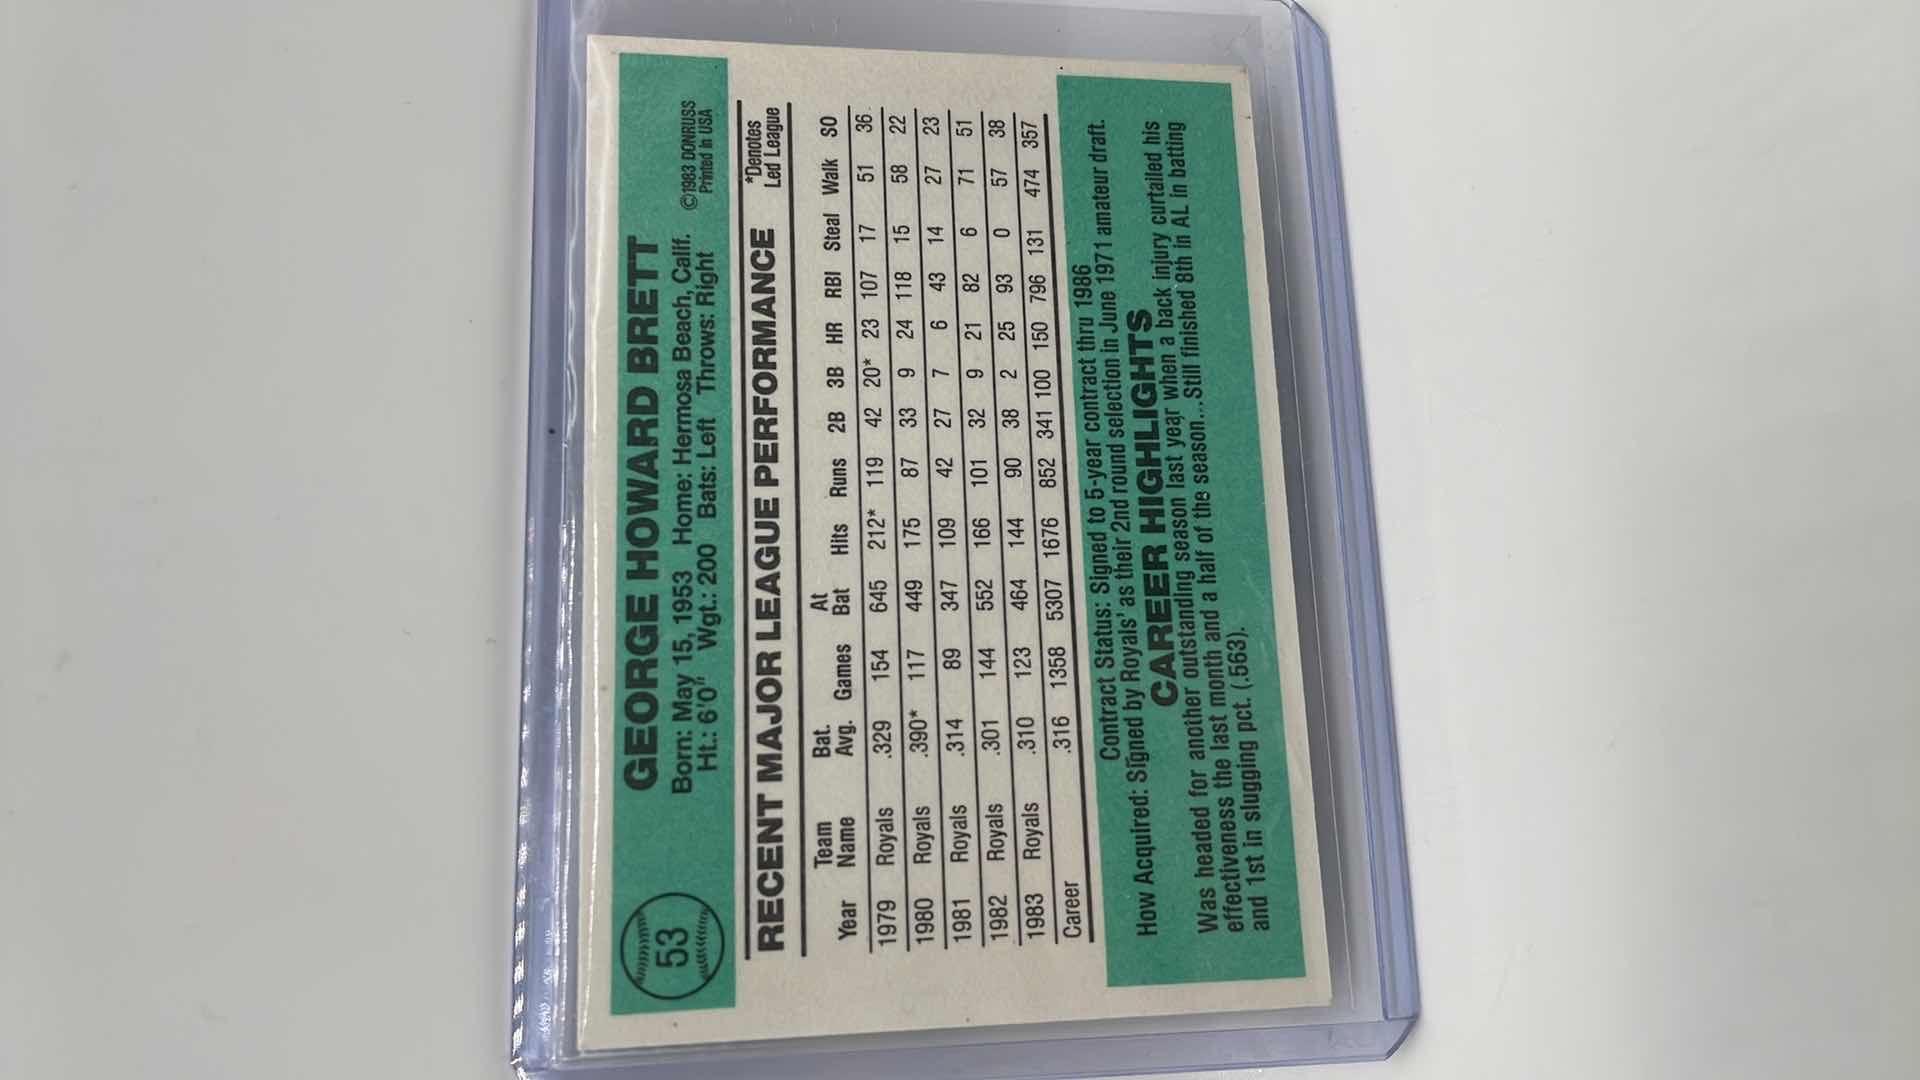 53
GEORGE HOWARD BRETT
Born: May 15, 1953 Home: Hermosa Beach, Calif. ©1983 DONRUSS
Ht.: 6'0" Wgt.: 200 Bats: Left Throws: Right Printed in USA
RECENT MAJOR LEAGUE PERFORMANCE *Denotes Led League
Year Team Name Bat. Avg. Games At Bat Hits Runs 2B 3B HR RBI Steal Walk SO
1979 Royals .329 154 645 212* 119 42 20* 23 107 17 51 36
1980 Royals .390* 117 449 175 87 33 9 24 118 15 58 22
1981 Royals .314 89 347 109 42 27 7 6 43 14 27 23
1982 Royals .301 144 552 166 101 32 9 21 82 6 71 51
1983 Royals .310 123 464 144 90 38 2 25 93 0 57 38
Career .316 1358 5307 1676 852 341 100 150 796 131 474 357
Contract Status: Signed to 5-year contract thru 1986
How Acquired: Signed by Royals' as their 2nd round selection in June 1971 amateur draft.
CAREER HIGHLIGHTS
Was headed for another outstanding season last year when a back injury curtailed his
effectiveness the last month and a half of the season...Still finished 8th in AL in batting
and 1st in slugging pct. (.563).